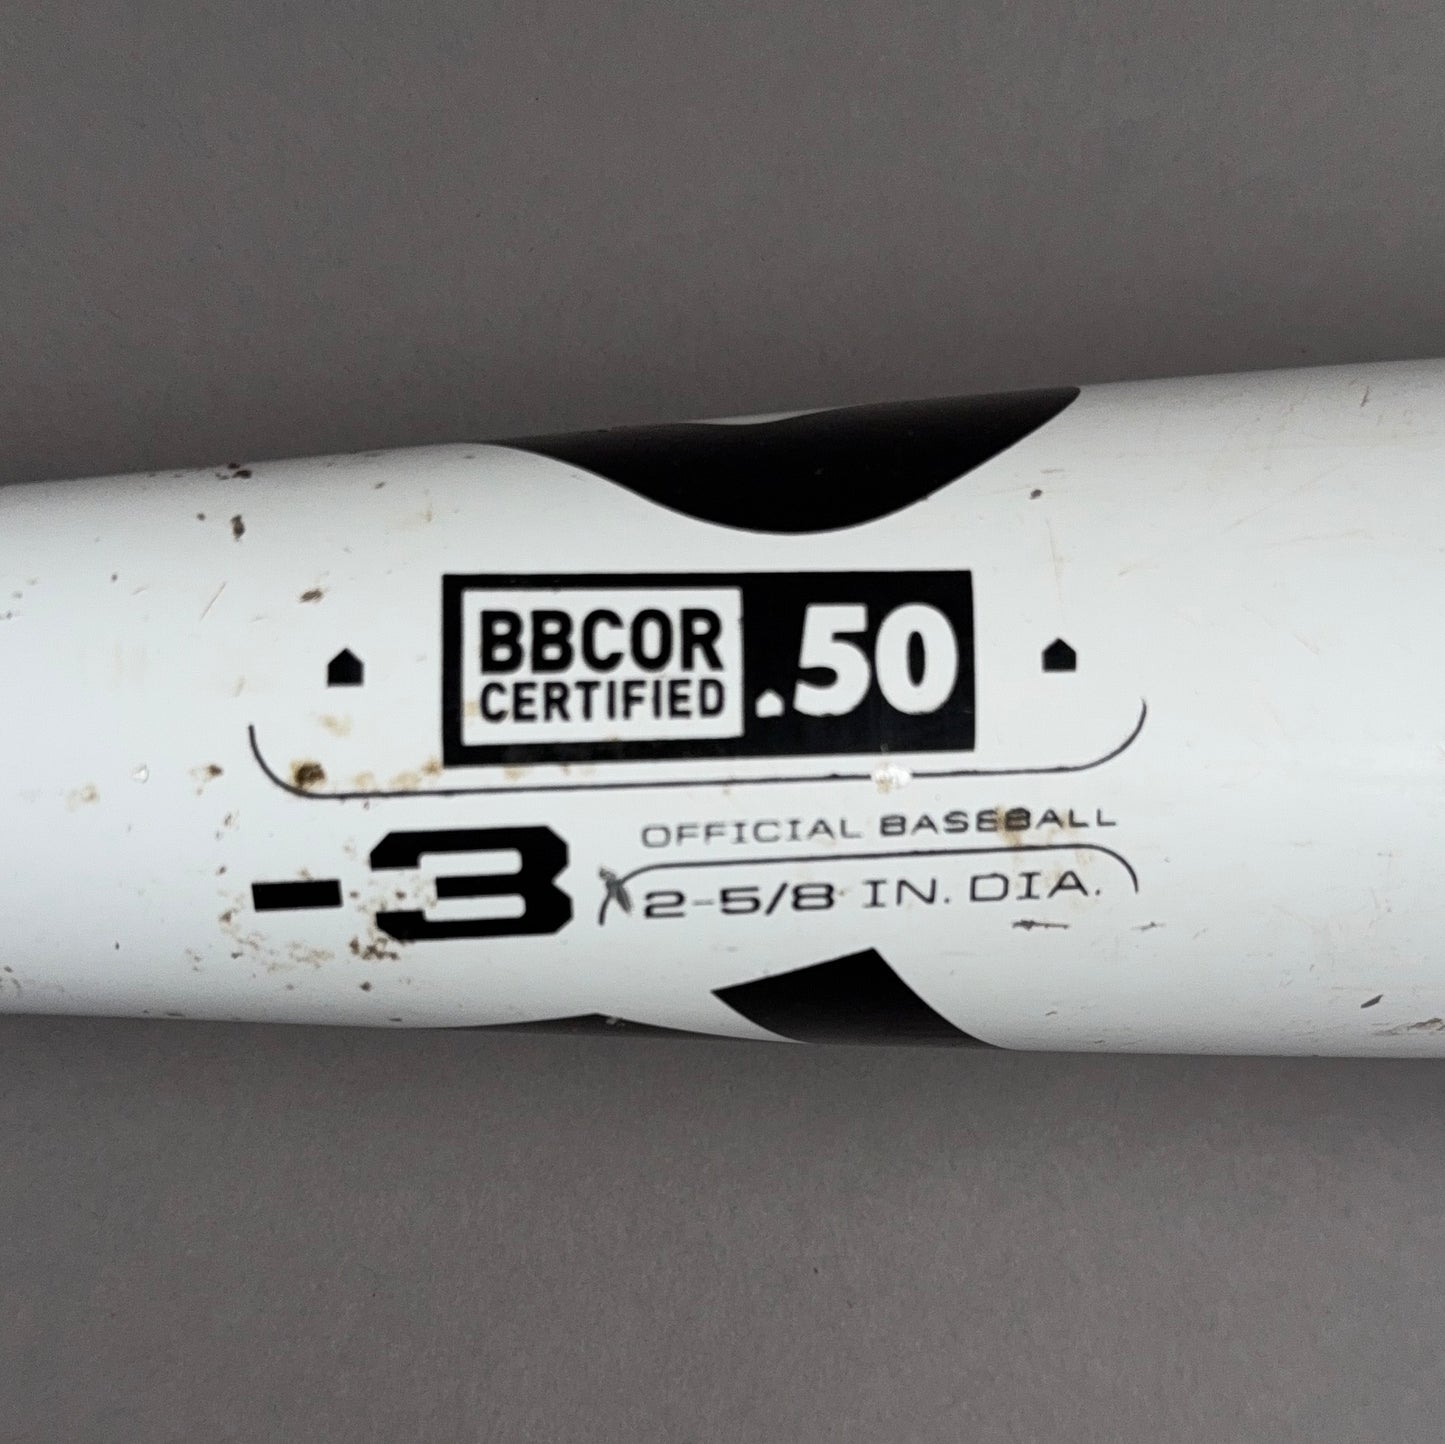 BBCOR .50
CERTIFIED
-3
OFFICIAL BASEBALL
2-5/8 IN. DIA.